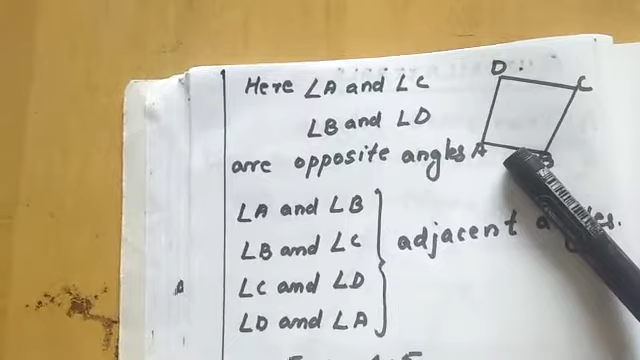 Here ∠A and ∠C
∠B and ∠D
are opposite angles
D
C
A
B
∠A and ∠B
∠B and ∠C
∠C and ∠D
∠D and ∠A
adjacent